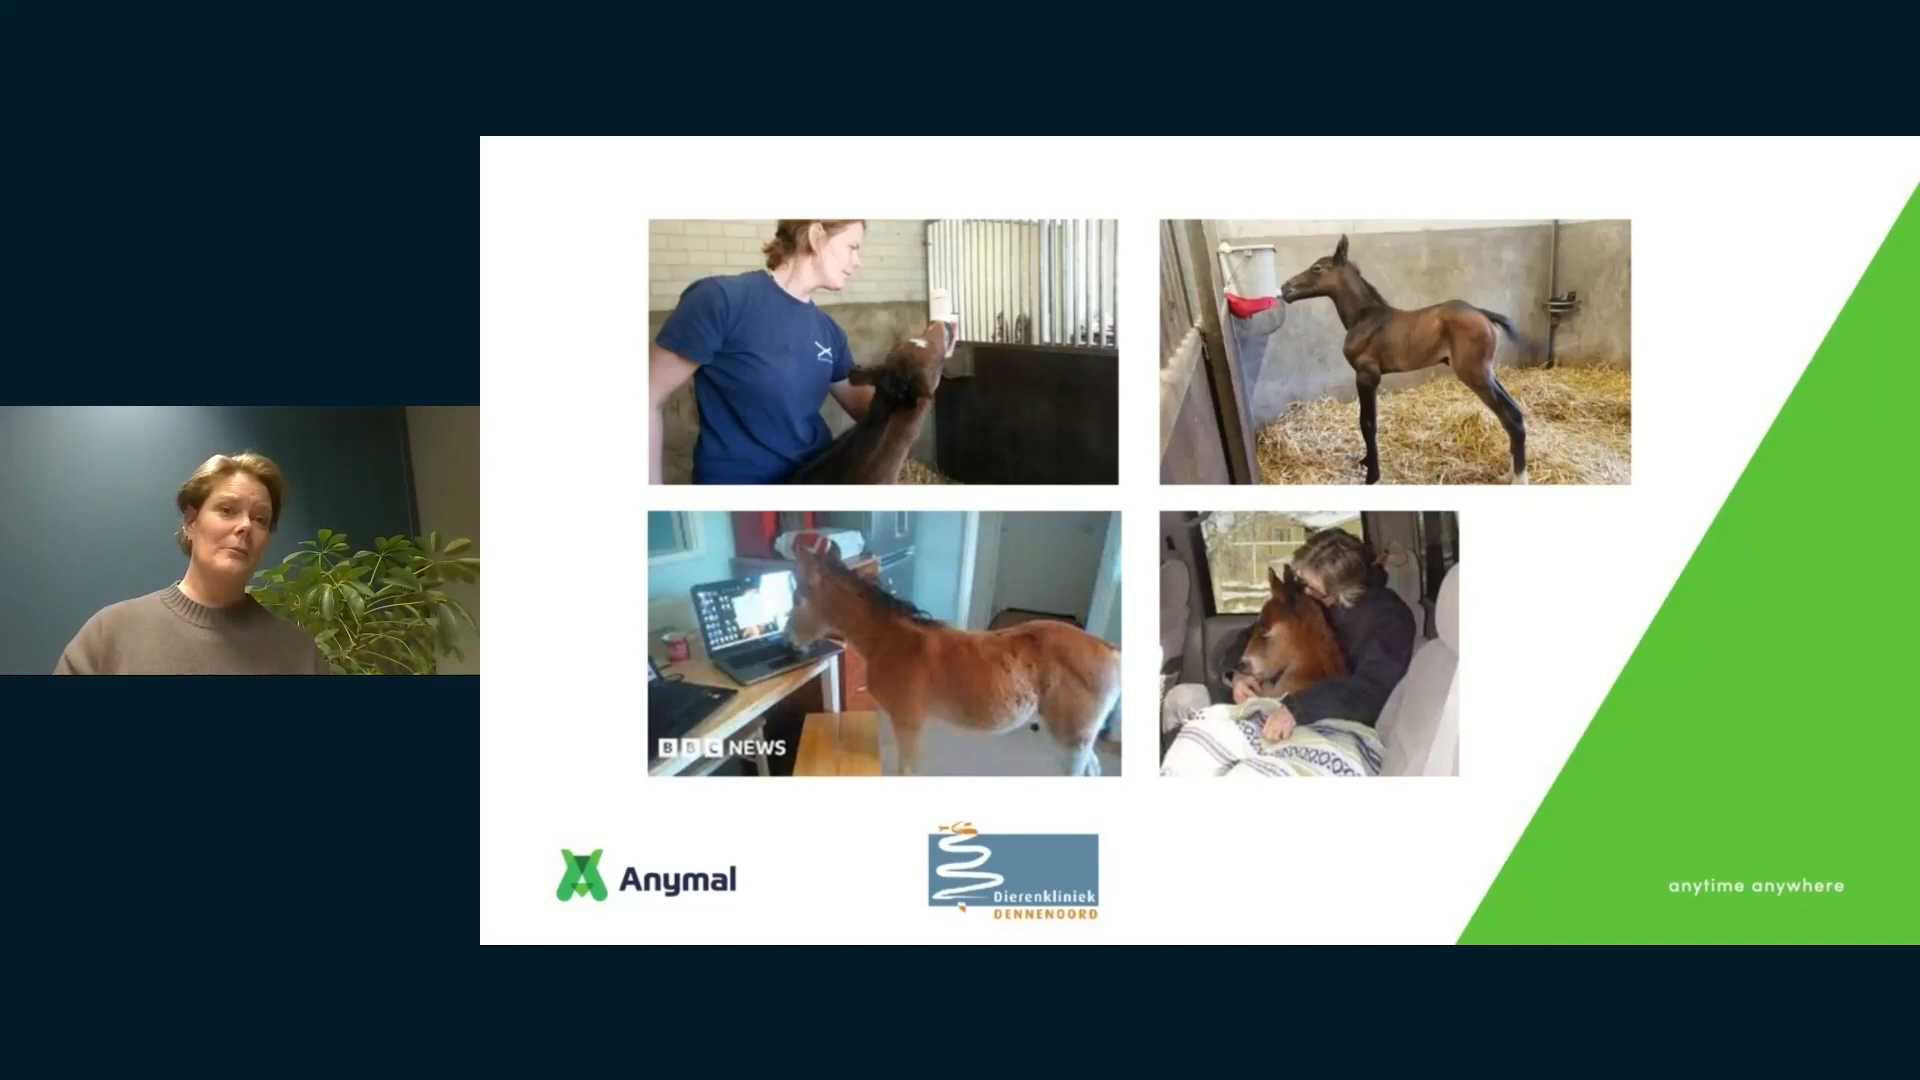 BBC NEWS
Anymal
Dierenkliniek
DENNENOORD
anytime anywhere